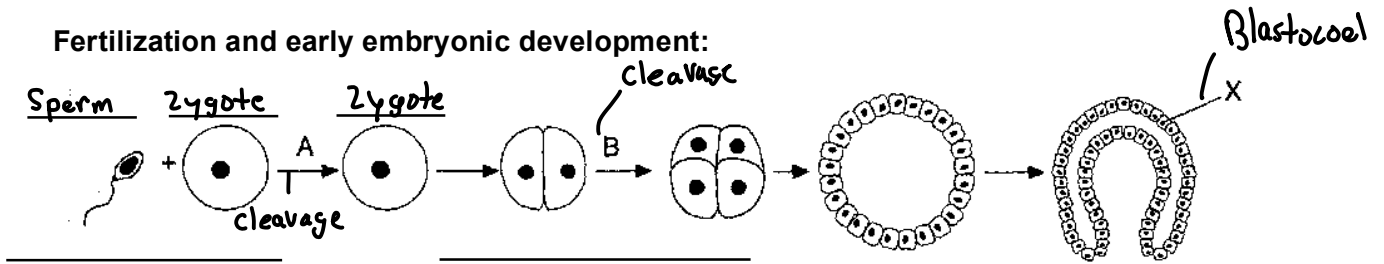 Fertilization and early embryonic development:
Blastocoel
cleavage
Sperm
Zygote
Zygote
X
+
A
B
cleavage